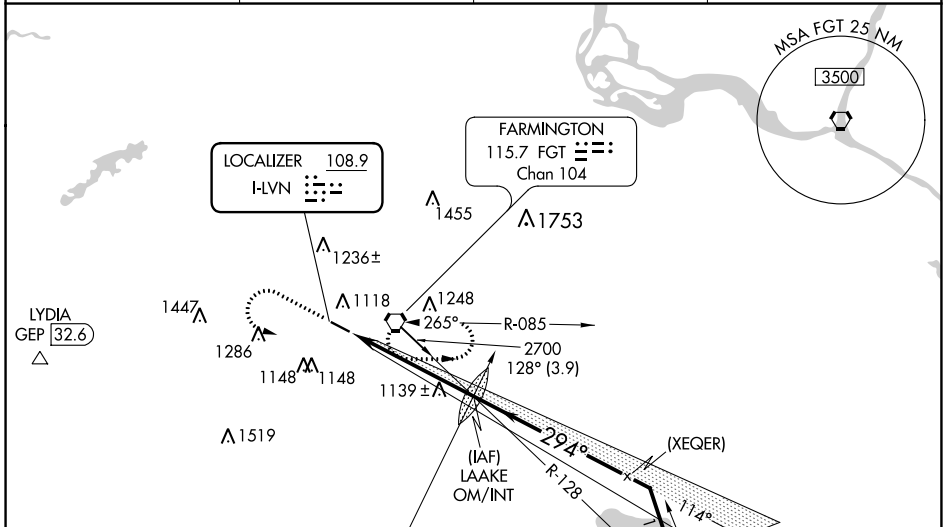 MSA FGT 25 NM
3500
FARMINGTON
115.7 FGT
Chan 104
LOCALIZER 108.9
I-LVN
1455
1753
1236±
1118
1248
1447
LYDIA
GEP 32.6
265°
R-085
2700
128° (3.9)
1286
1148
1148
1139±
1519
294°
(XEQER)
(IAF)
LAAKE
OM/INT
R-128
114°